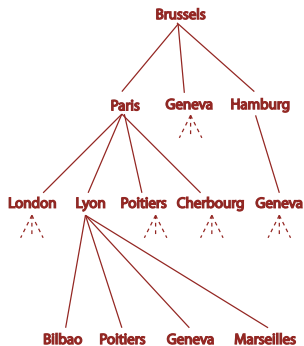 Brussels
Paris Geneva Hamburg
London Lyon Poitiers Cherbourg Geneva
Bilbao Poitiers Geneva Marseilles